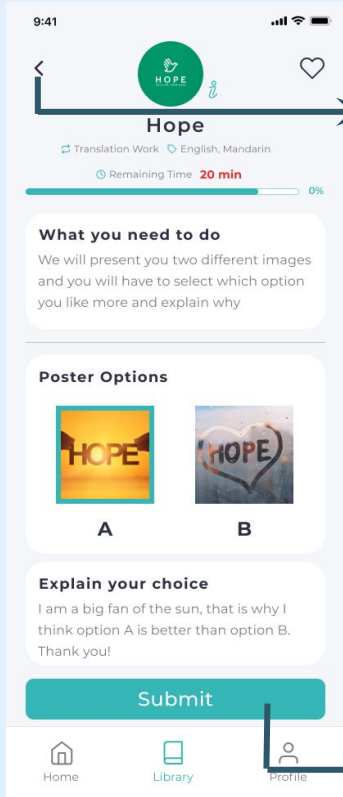 9:41
HOPE
i
Hope
Translation Work English, Mandarin
Remaining Time 20 min
0%
What you need to do
We will present you two different images
and you will have to select which option
you like more and explain why
Poster Options
HOPE HOPE
A B
Explain your choice
I am a big fan of the sun, that is why I
think option A is better than option B.
Thank you!
Submit
Home Library Profile